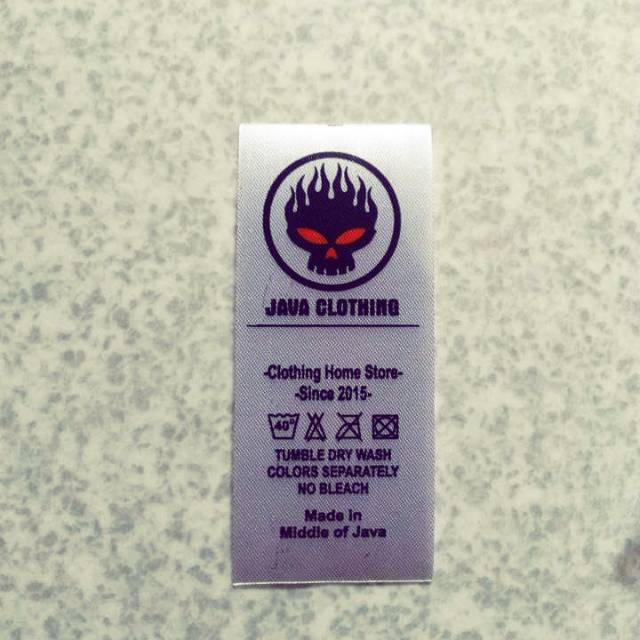 JAVA CLOTHING
-Clothing Home Store-
-Since 2015-
40°
TUMBLE DRY WASH
COLORS SEPARATELY
NO BLEACH
Made in
Middle of Java